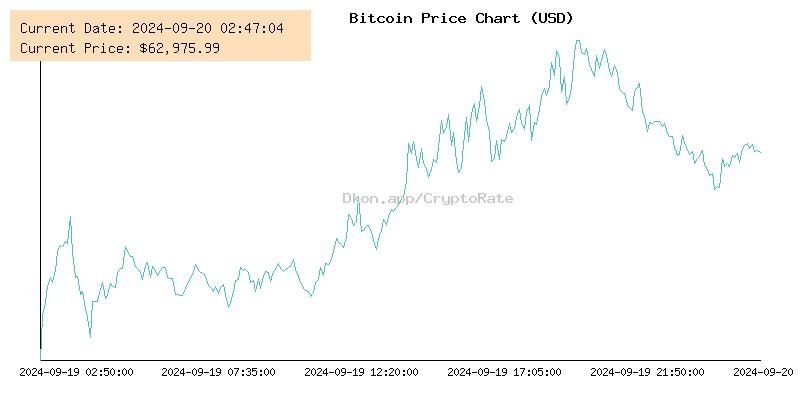 Bitcoin Price Chart (USD)
Current Date: 2024-09-20 02:47:04
Current Price: $62,975.99
Dkon.app/CryptoRate
2024-09-19 02:50:00 2024-09-19 07:35:00 2024-09-19 12:20:00 2024-09-19 17:05:00 2024-09-19 21:50:00 2024-09-20